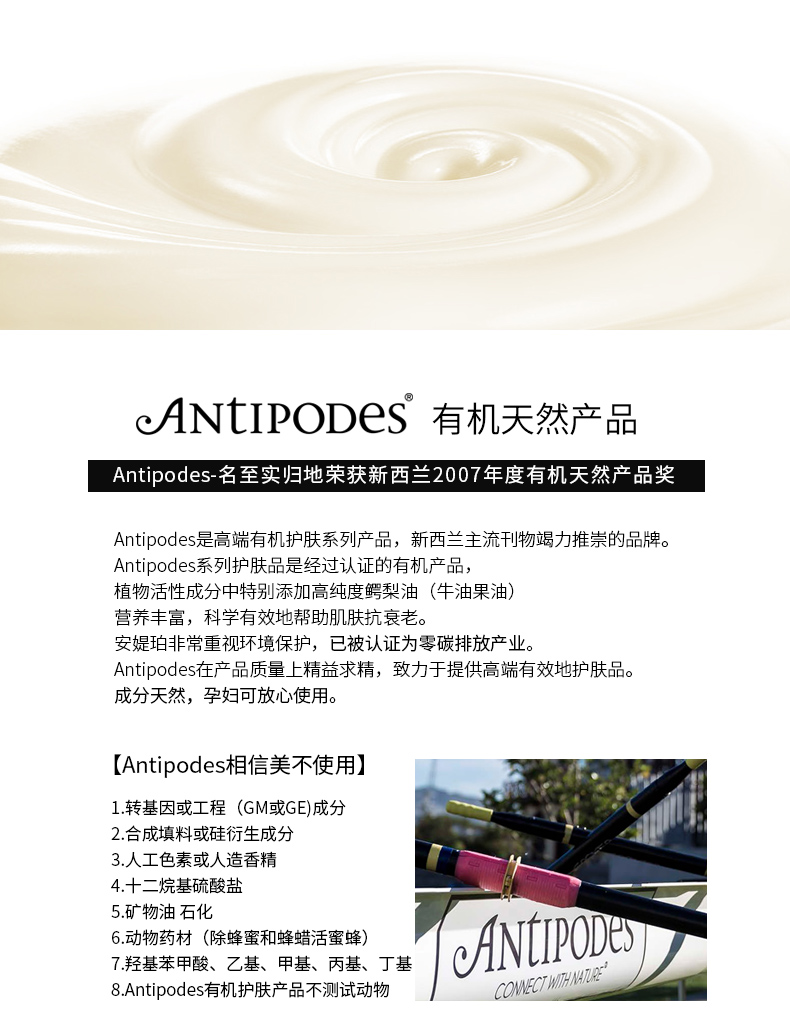 ANTIPODES® 有机天然产品
Antipodes-名至实归地荣获新西兰2007年度有机天然产品奖
Antipodes是高端有机护肤系列产品，新西兰主流刊物竭力推崇的品牌。
Antipodes系列护肤品是经过认证的有机产品，
植物活性成分中特别添加高纯度鳄梨油（牛油果油）
营养丰富，科学有效地帮助肌肤抗衰老。
安媞珀非常重视环境保护，已被认证为零碳排放产业。
Antipodes在产品质量上精益求精，致力于提供高端有效地护肤品。
成分天然，孕妇可放心使用。
【Antipodes相信美不使用】
1.转基因或工程（GM或GE)成分
2.合成填料或硅衍生成分
3.人工色素或人造香精
4.十二烷基硫酸盐
5.矿物油 石化
6.动物药材（除蜂蜜和蜂蜡活蜜蜂）
7.羟基苯甲酸、乙基、甲基、丙基、丁基
8.Antipodes有机护肤产品不测试动物
ANTIPODES
CONNECT WITH NATURE®